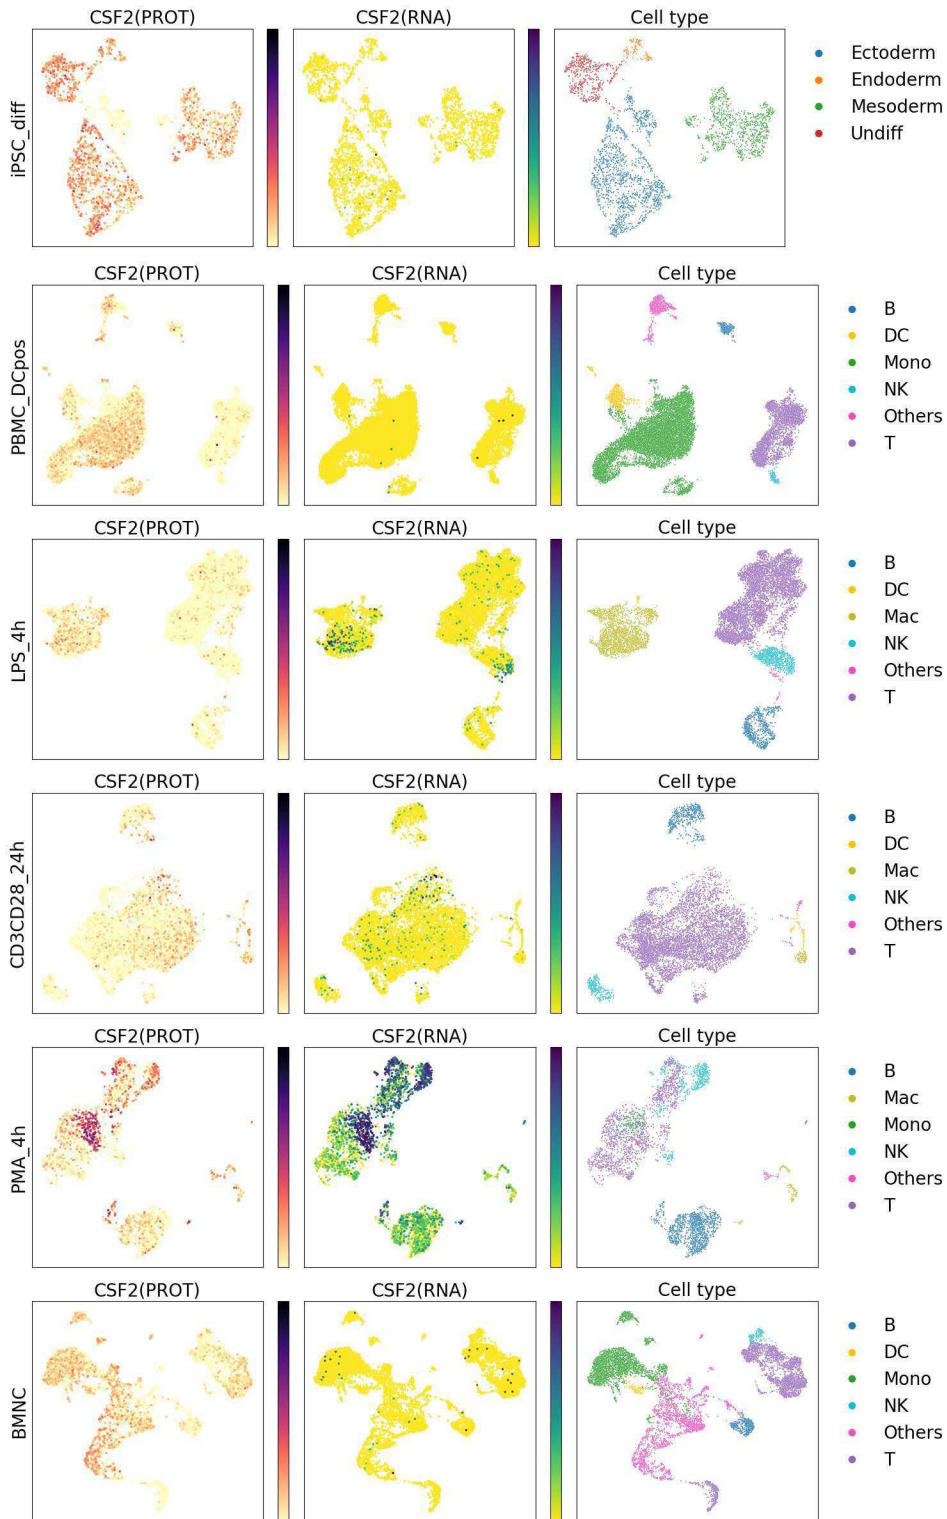 CSF2(PROT) CSF2(RNA) Cell type
iPSC_diff
Ectoderm
Endoderm
Mesoderm
Undiff
CSF2(PROT) CSF2(RNA) Cell type
PBMC_DCpos
B
DC
Mono
NK
Others
T
CSF2(PROT) CSF2(RNA) Cell type
LPS_4h
B
DC
Mac
NK
Others
T
CSF2(PROT) CSF2(RNA) Cell type
CD3CD28_24h
B
DC
Mac
NK
Others
T
CSF2(PROT) CSF2(RNA) Cell type
PMA_4h
B
Mac
Mono
NK
Others
T
CSF2(PROT) CSF2(RNA) Cell type
BMNC
B
DC
Mono
NK
Others
T